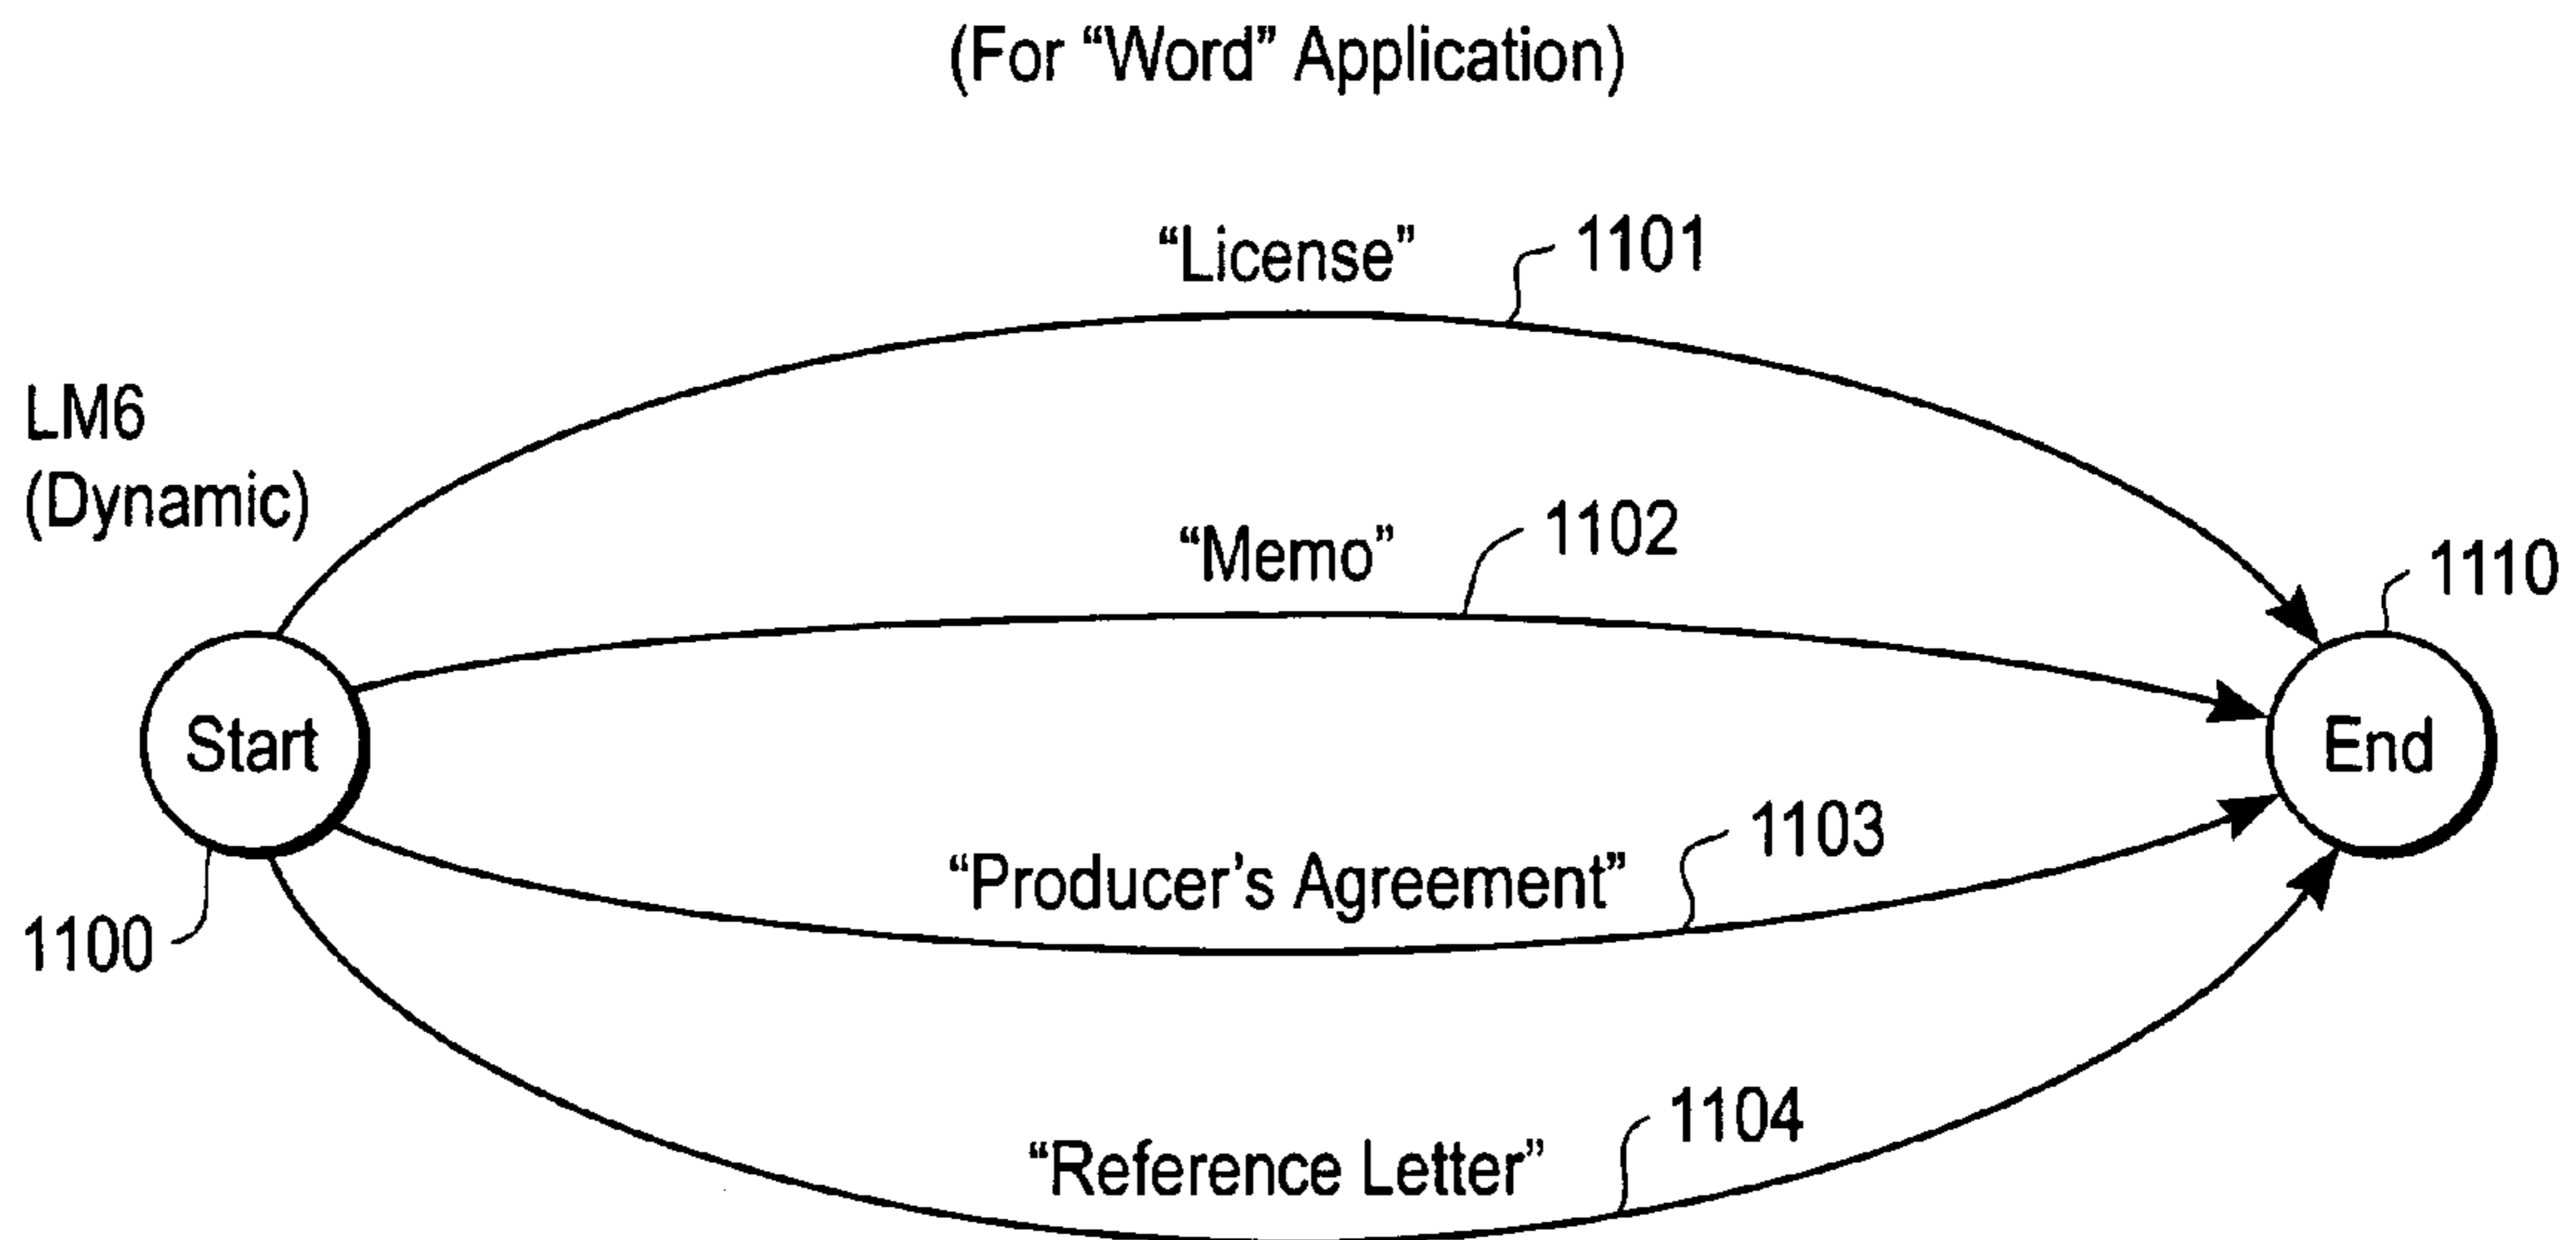 (For “Word” Application)
“License”
1101
LM6
(Dynamic)
“Memo”
1102
1110
Start
End
“Producer’s Agreement”
1103
1100
“Reference Letter”
1104